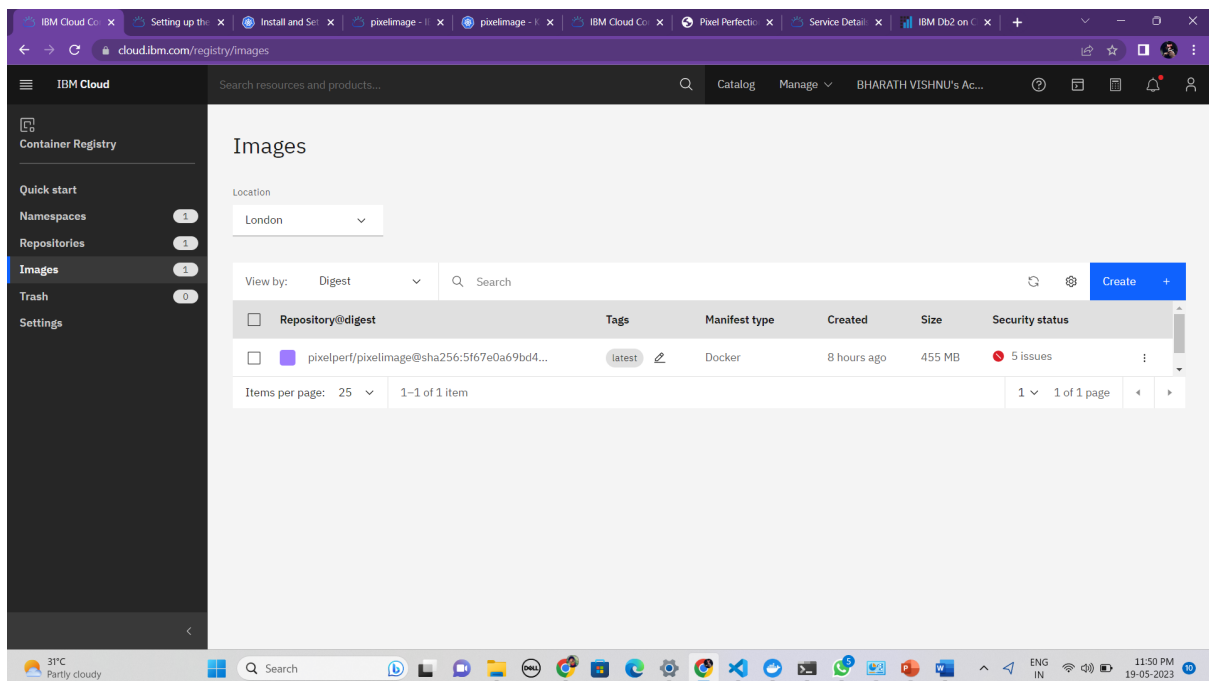 IBM Cloud Co
Setting up the
Install and Set
pixelimage - I
pixelimage - K
IBM Cloud Co
Pixel Perfectio
Service Detail
IBM Db2 on C
cloud.ibm.com/registry/images
IBM Cloud
Search resources and products...
Catalog
Manage
BHARATH VISHNU's Ac...
Container Registry
Quick start
Namespaces 1
Repositories 1
Images 1
Trash 0
Settings
Images
Location
London
View by: Digest
Search
Create +
Repository@digest Tags Manifest type Created Size Security status
pixelperf/pixelimage@sha256:5f67e0a69bd4... latest Docker 8 hours ago 455 MB 5 issues
Items per page: 25 1–1 of 1 item 1 1 of 1 page
31°C
Partly cloudy
Search
DELL
5
ENG
IN
11:50 PM
19-05-2023
10